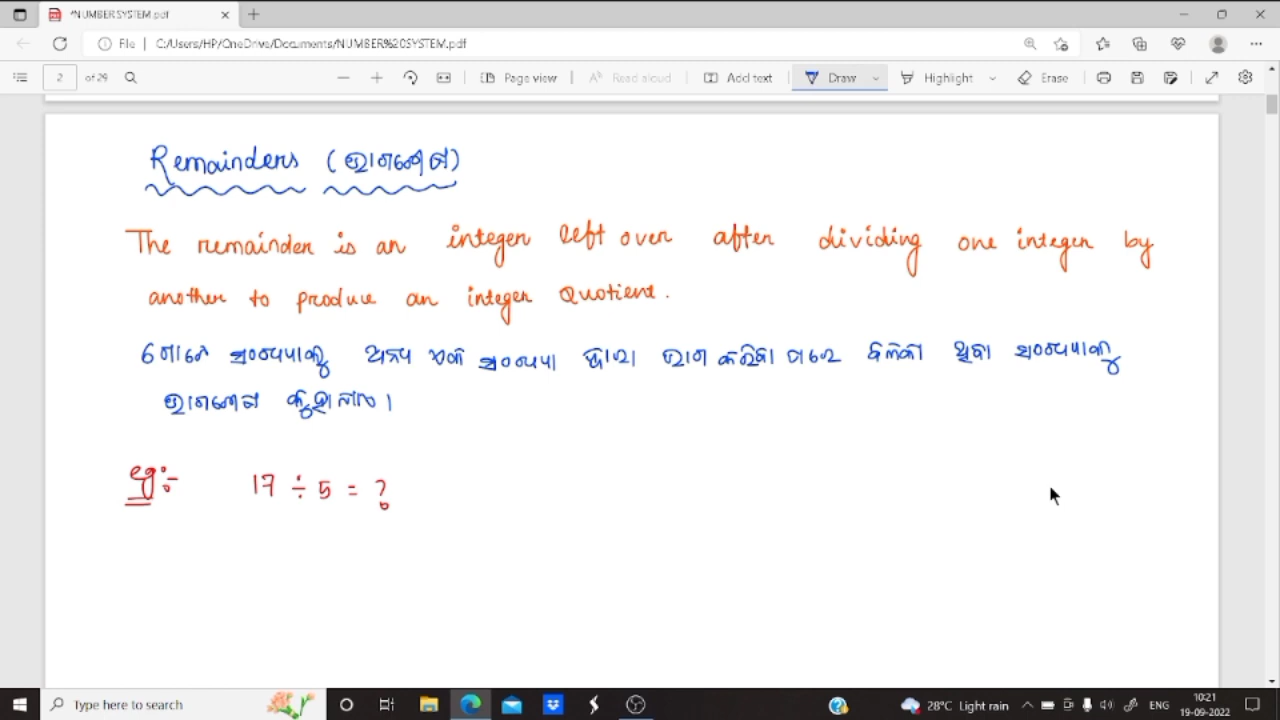 *NUMBER SYSTEM.pdf
File | C:/Users/HP/OneDrive/Documents/NUMBER%20SYSTEM.pdf
2 of 29 Page view Read aloud Add text Draw Highlight Erase
Remainders (ଭାଗଶେଷ)
The remainder is an integer left over after dividing one integer by
another to produce an integer Quotient.
ଗୋଟେ ସଂଖ୍ୟାକୁ ଅନ୍ୟ ଏକ ସଂଖ୍ୟା ଦ୍ୱାରା ଭାଗ କରିବା ପରେ ବଳକା ଥିବା ସଂଖ୍ୟାକୁ
ଭାଗଶେଷ କୁହାଯାଏ ।
eg:- 17 ÷ 5 = ?
Type here to search 28°C Light rain ENG 10:21
19-09-2022